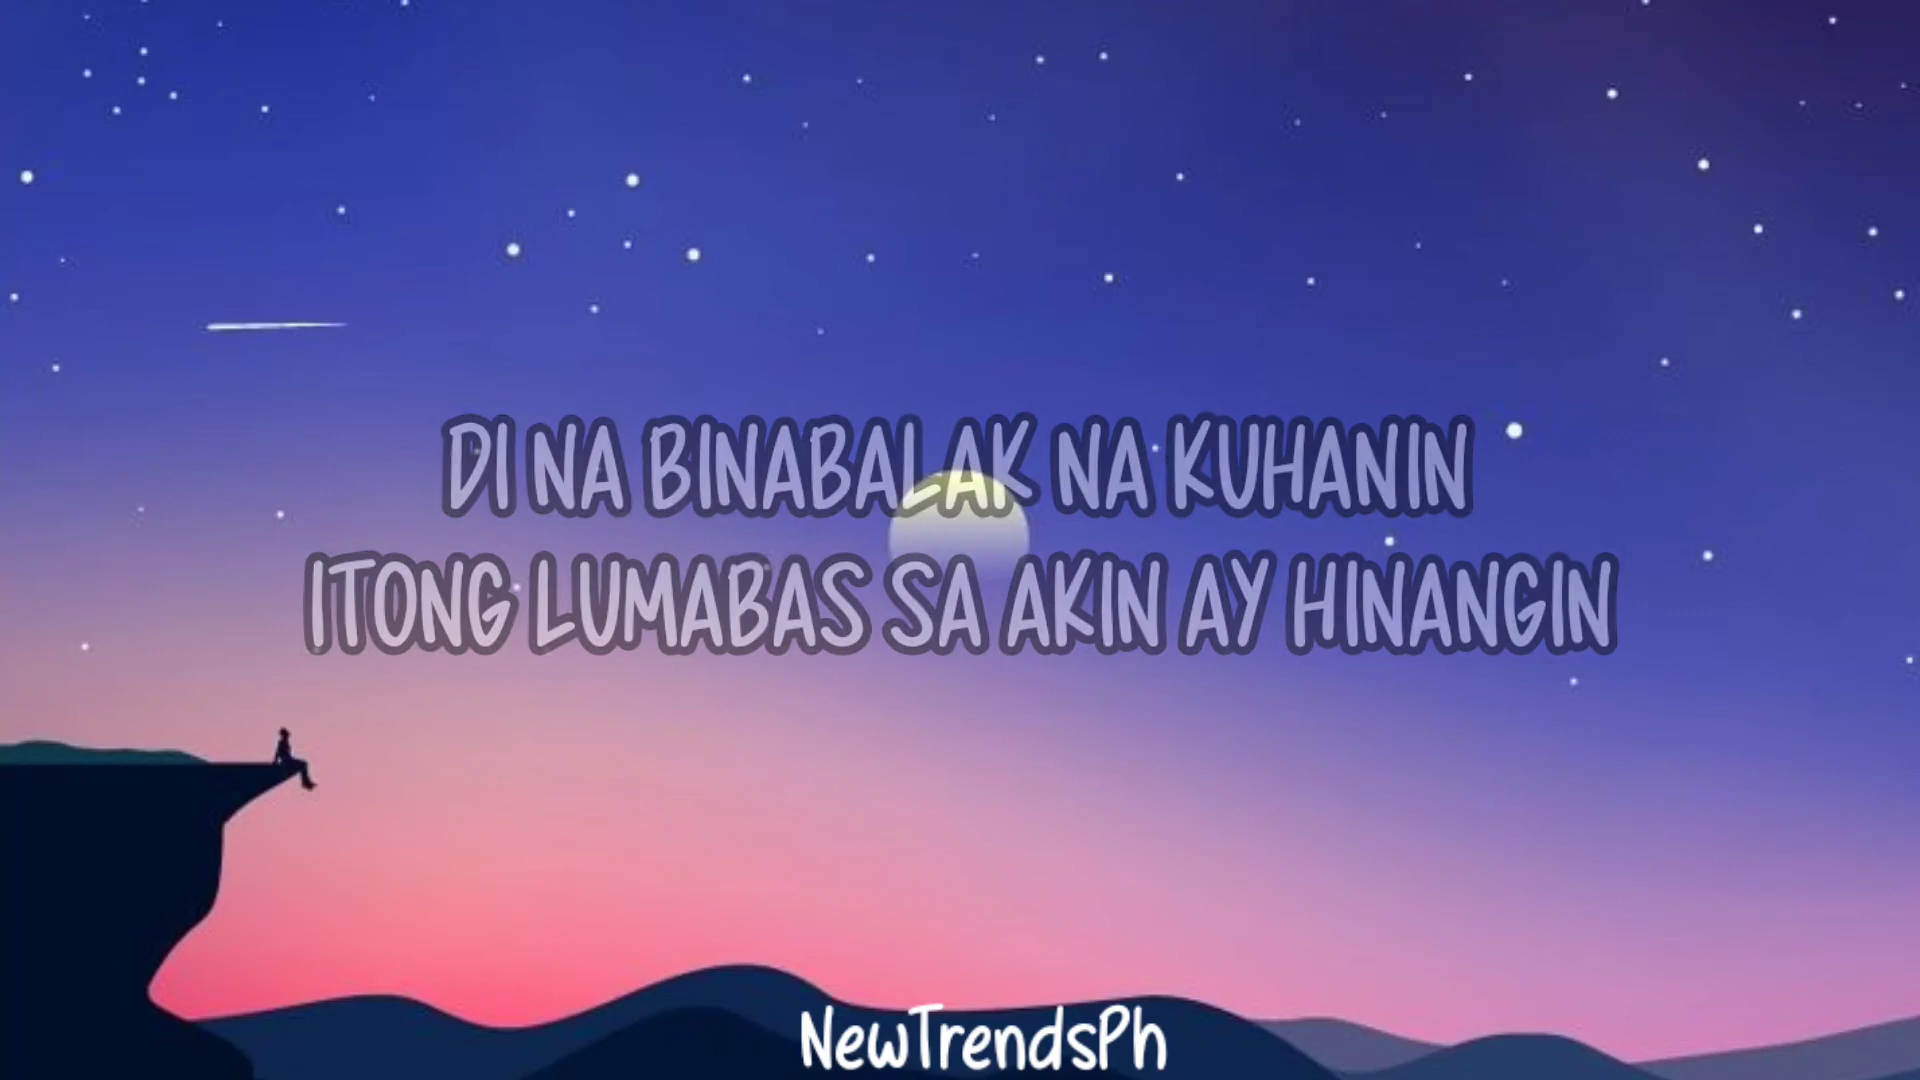 DI NA BINABALAK NA KUHANIN
ITONG LUMABAS SA AKIN AY HINANGIN
NewTrendsPh